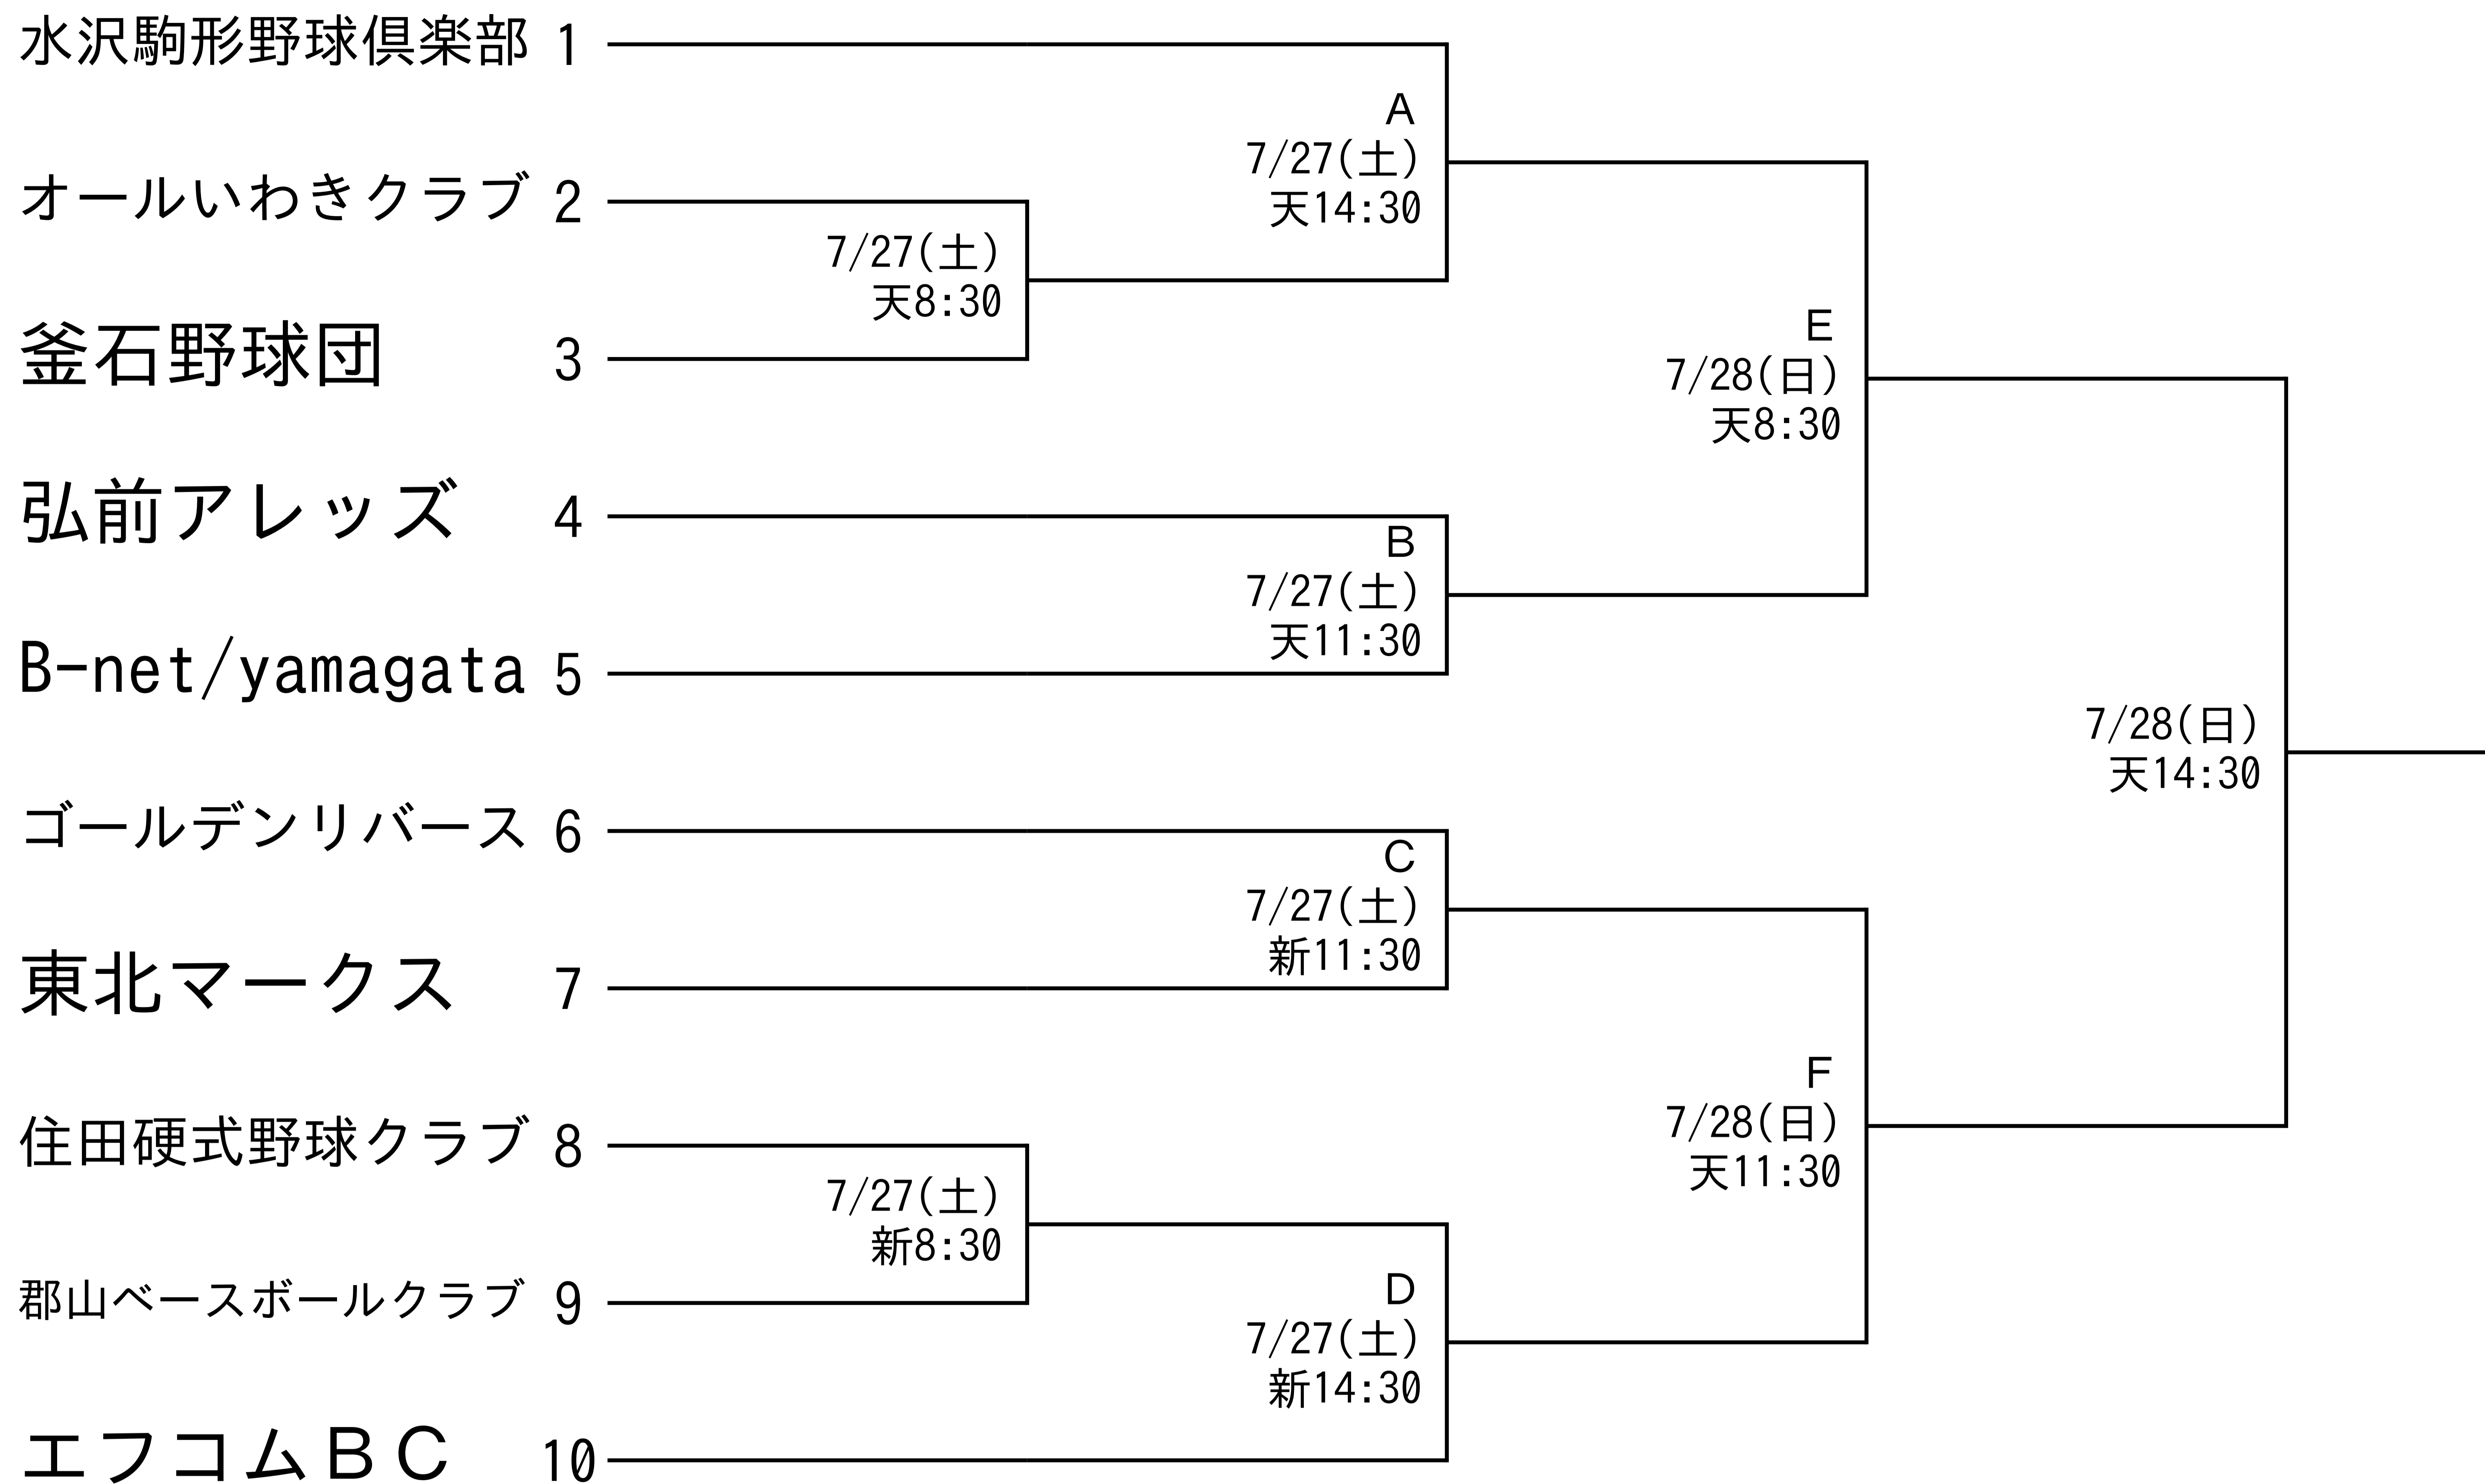 水沢駒形野球倶楽部 1
A
7/27(土)
天14:30
オールいわきクラブ 2
7/27(土)
天8:30
釜石野球団 3
E
7/28(日)
天8:30
弘前アレッズ 4
B
7/27(土)
天11:30
B-net/yamagata 5
7/28(日)
天14:30
ゴールデンリバース 6
C
7/27(土)
新11:30
東北マークス 7
F
7/28(日)
天11:30
住田硬式野球クラブ 8
7/27(土)
新8:30
郡山ベースボールクラブ 9
D
7/27(土)
新14:30
エフコムBC 10